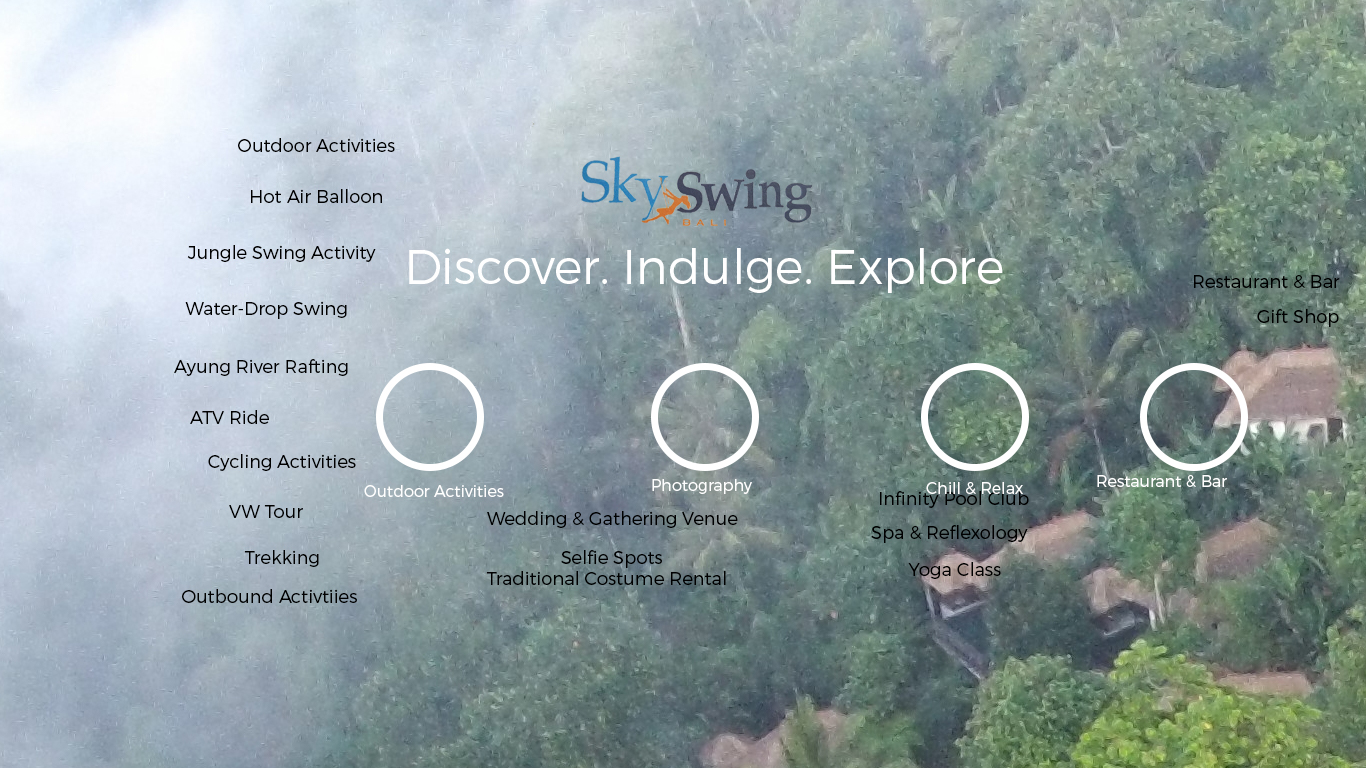 Sky Swing
BALI
Discover. Indulge. Explore
Outdoor Activities
Hot Air Balloon
Jungle Swing Activity
Water-Drop Swing
Ayung River Rafting
ATV Ride
Cycling Activities
VW Tour
Trekking
Outbound Activtiies
Outdoor Activities
Photography
Wedding & Gathering Venue
Selfie Spots
Traditional Costume Rental
Chill & Relax
Infinity Pool Club
Spa & Reflexology
Yoga Class
Restaurant & Bar
Restaurant & Bar
Gift Shop